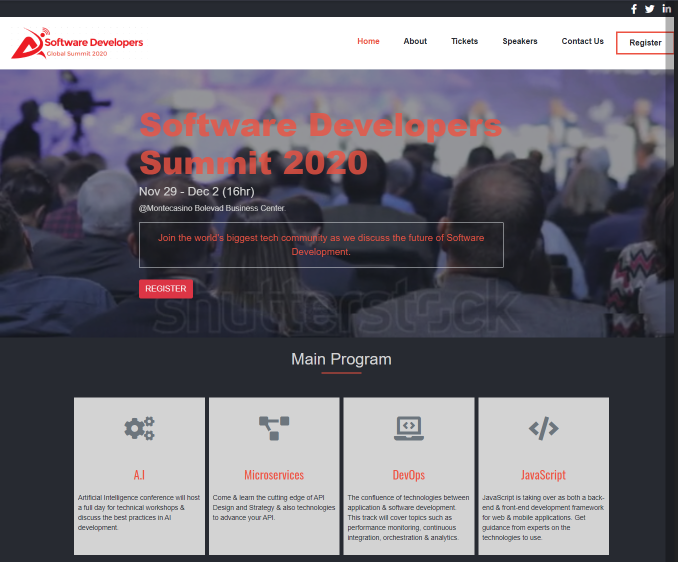 Software Developers
Global Summit 2020
Home About Tickets Speakers Contact Us Register
Software Developers
Summit 2020
Nov 29 - Dec 2 (16hr)
@Montecasino Bolevad Business Center.
Join the world's biggest tech community as we discuss the future of Software
Development.
REGISTER
shutterstock
Main Program
A.I
Artificial Intelligence conference will host
a full day for technical workshops &
discuss the best practices in AI
development.
Microservices
Come & learn the cutting edge of API
Design and Strategy & also technologies
to advance your API.
DevOps
The confluence of technologies between
application & software development.
This track will cover topics such as
performance monitoring, continuous
integration, orchestration & analytics.
JavaScript
JavaScript is taking over as both a back-
end & front-end development framework
for web & mobile applications. Get
guidance from experts on the
technologies to use.